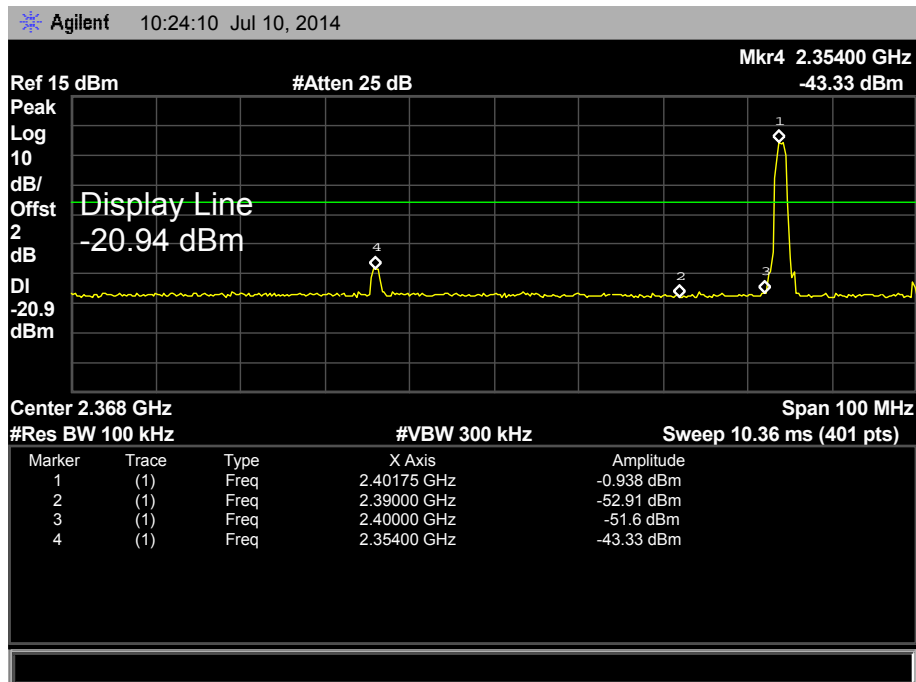 Agilent 10:24:10 Jul 10, 2014
Mkr4 2.35400 GHz
Ref 15 dBm #Atten 25 dB -43.33 dBm
Peak
Log
10
dB/
Offst
2
dB
DI
-20.9
dBm
Display Line
-20.94 dBm
1
4
2
3
Center 2.368 GHz Span 100 MHz
#Res BW 100 kHz #VBW 300 kHz Sweep 10.36 ms (401 pts)
Marker Trace Type X Axis Amplitude
1 (1) Freq 2.40175 GHz -0.938 dBm
2 (1) Freq 2.39000 GHz -52.91 dBm
3 (1) Freq 2.40000 GHz -51.6 dBm
4 (1) Freq 2.35400 GHz -43.33 dBm